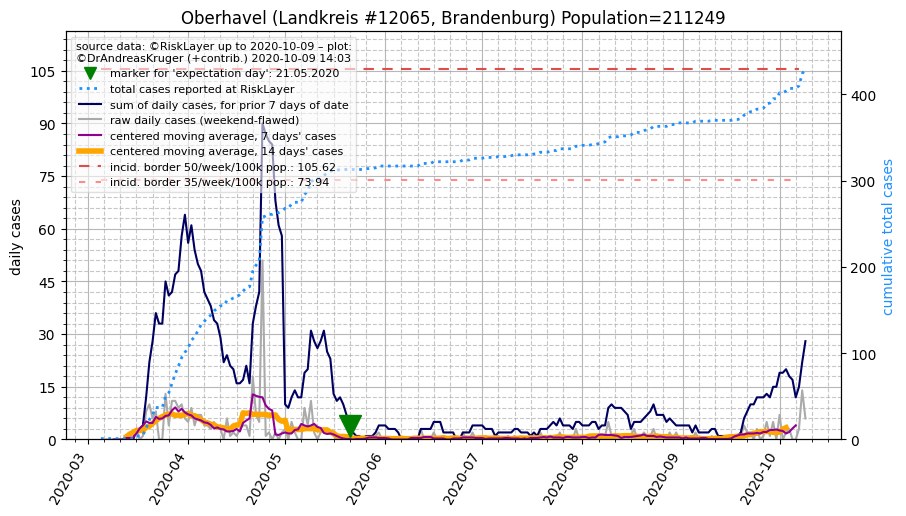 Oberhavel (Landkreis #12065, Brandenburg) Population=211249
source data: ©RiskLayer up to 2020-10-09 – plot:
©DrAndreasKruger (+contrib.) 2020-10-09 14:03
marker for 'expectation day': 21.05.2020
total cases reported at RiskLayer
sum of daily cases, for prior 7 days of date
raw daily cases (weekend-flawed)
centered moving average, 7 days' cases
centered moving average, 14 days' cases
incid. border 50/week/100k pop.: 105.62
incid. border 35/week/100k pop.: 73.94
daily cases
105
90
75
60
45
30
15
0
cumulative total cases
400
300
200
100
0
2020-03
2020-04
2020-05
2020-06
2020-07
2020-08
2020-09
2020-10